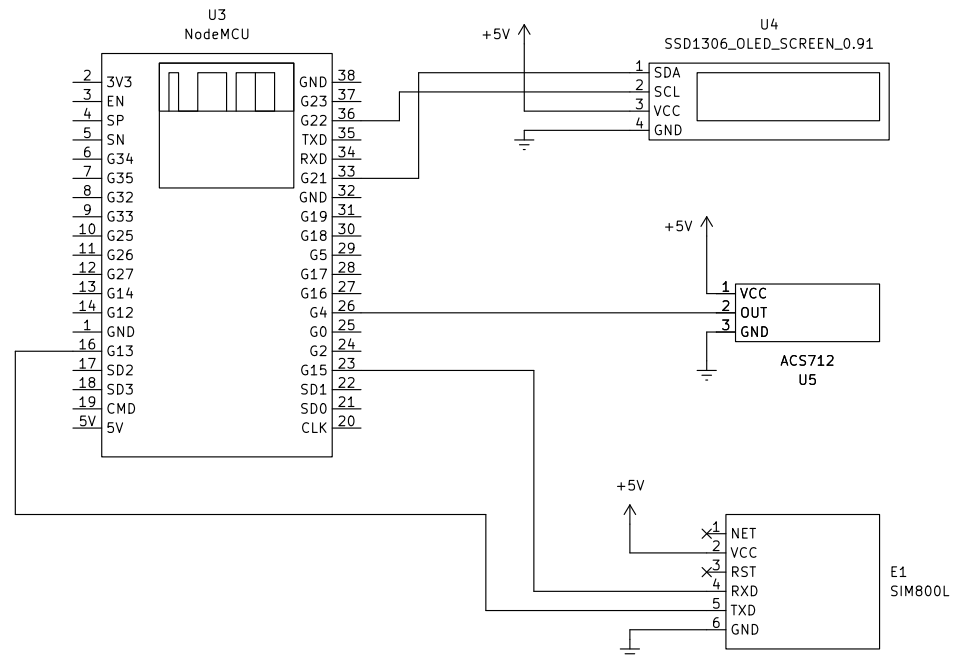 U3
NodeMCU
2 3V3
3 EN
4 SP
5 SN
6 G34
7 G35
8 G32
9 G33
10 G25
11 G26
12 G27
13 G14
14 G12
1 GND
16 G13
17 SD2
18 SD3
19 CMD
5V 5V
GND 38
G23 37
G22 36
TXD 35
RXD 34
G21 33
GND 32
G19 31
G18 30
G5 29
G17 28
G16 27
G4 26
G0 25
G2 24
G15 23
SD1 22
SD0 21
CLK 20
+5V
U4
SSD1306_OLED_SCREEN_0.91
1 SDA
2 SCL
3 VCC
4 GND
+5V
1 VCC
2 OUT
3 GND
ACS712
U5
+5V
1 NET
2 VCC
3 RST
4 RXD
5 TXD
6 GND
E1
SIM800L